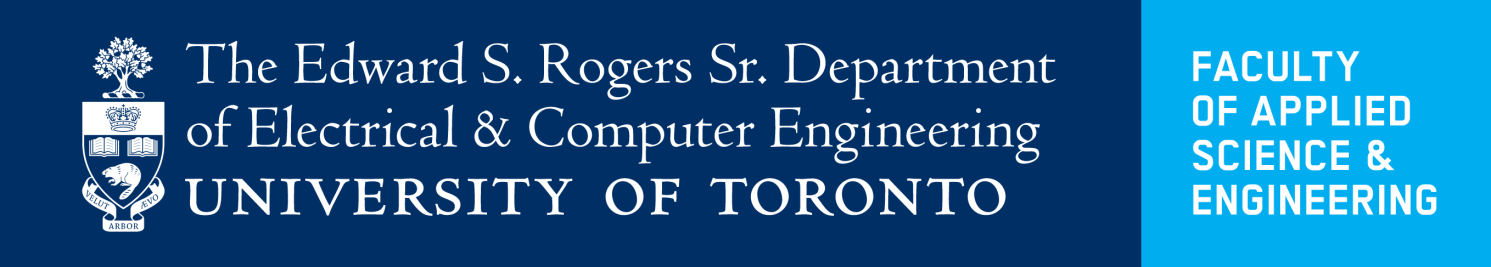 The Edward S. Rogers Sr. Department
of Electrical & Computer Engineering
UNIVERSITY OF TORONTO
VELUT ARBOR ÆVO
FACULTY
OF APPLIED
SCIENCE &
ENGINEERING